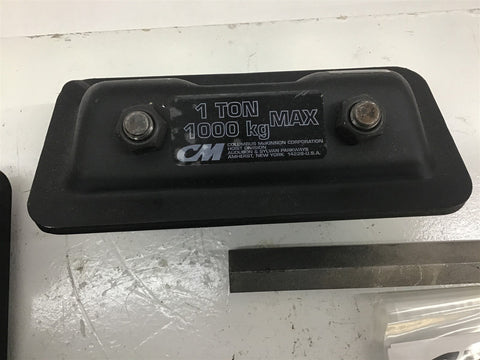 1 TON
1000 kg MAX
CM
COLUMBUS McKINNON CORPORATION
HOIST DIVISION
AUDUBON & SYLVAN PARKWAYS
AMHERST, NEW YORK 14228-U.S.A.